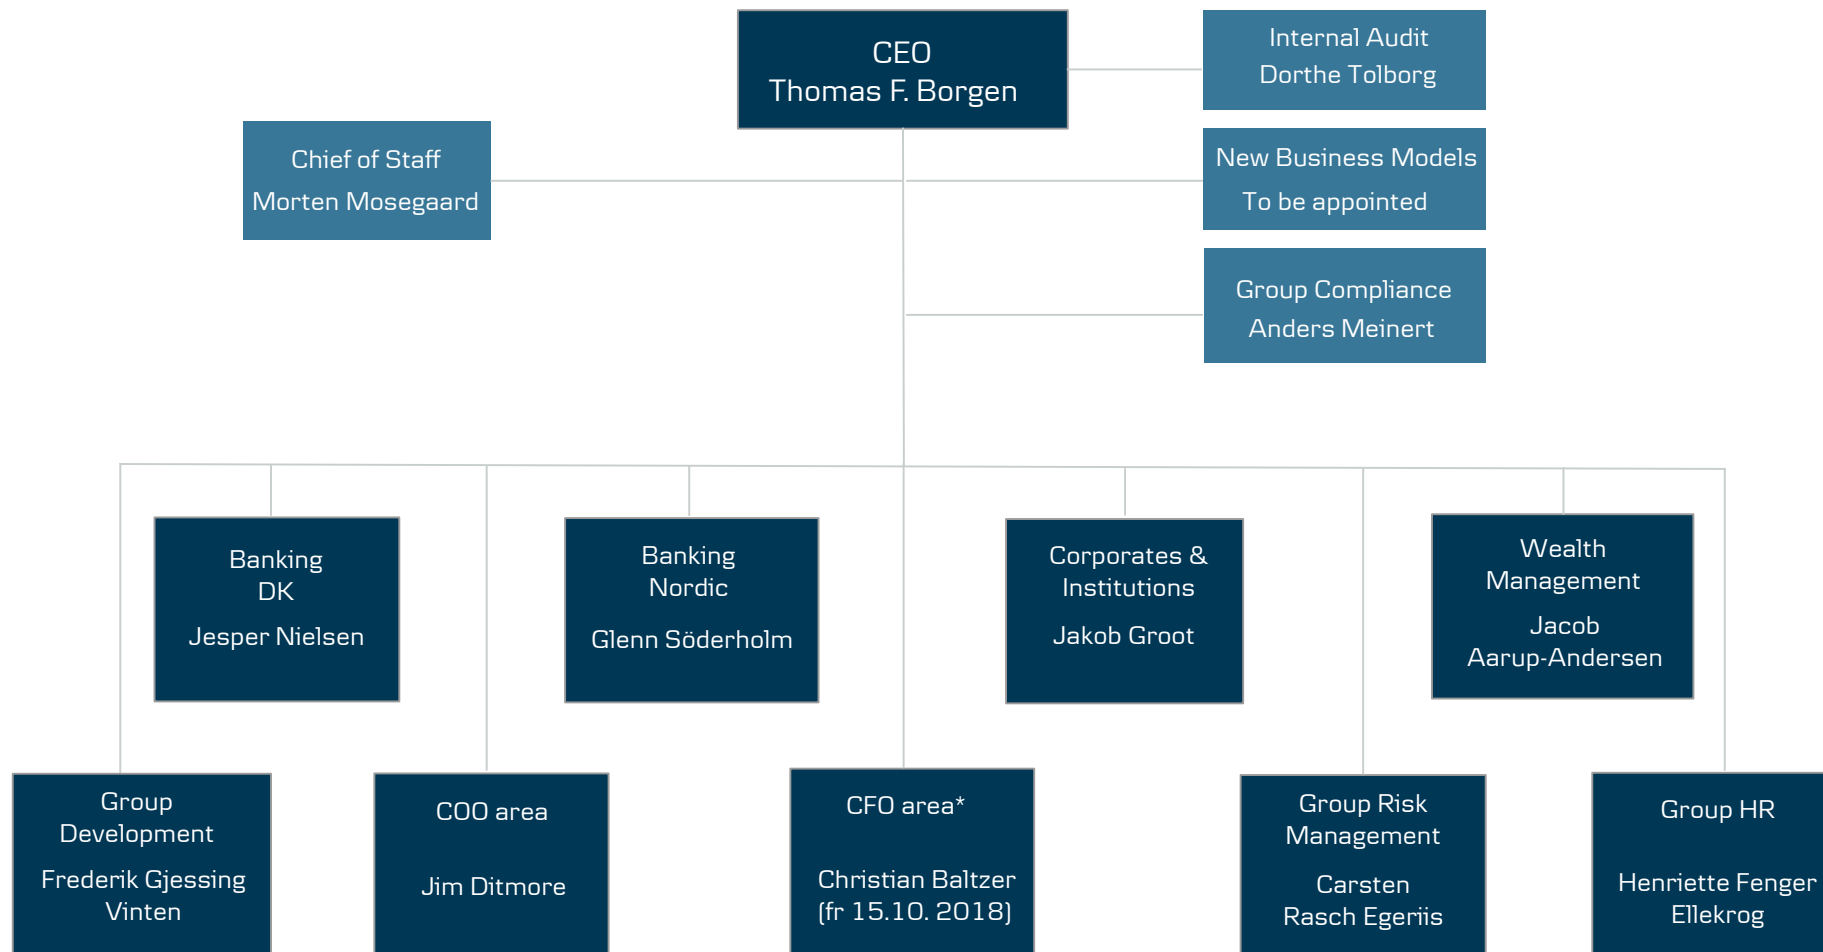 CEO
Thomas F. Borgen
Internal Audit
Dorthe Tolborg
Chief of Staff
Morten Mosegaard
New Business Models
To be appointed
Group Compliance
Anders Meinert
Banking
DK
Jesper Nielsen
Banking
Nordic
Glenn Söderholm
Corporates &
Institutions
Jakob Groot
Wealth
Management
Jacob
Aarup-Andersen
Group
Development
Frederik Gjessing
Vinten
COO area
Jim Ditmore
CFO area*
Christian Baltzer
(fr 15.10. 2018)
Group Risk
Management
Carsten
Rasch Egeriis
Group HR
Henriette Fenger
Ellekrog